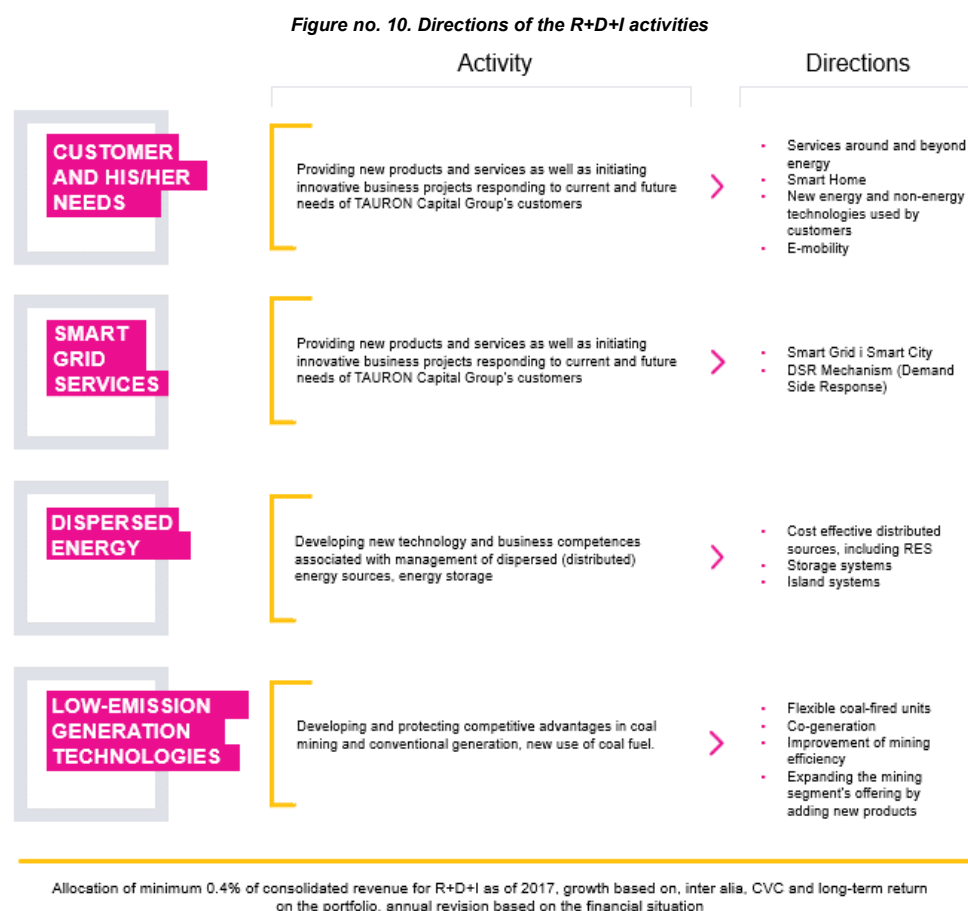 Figure no. 10. Directions of the R+D+I activities
Activity
Directions
CUSTOMER
AND HIS/HER
NEEDS
Providing new products and services as well as initiating
innovative business projects responding to current and future
needs of TAURON Capital Group's customers
Services around and beyond
energy
Smart Home
New energy and non-energy
technologies used by
customers
E-mobility
SMART
GRID
SERVICES
Providing new products and services as well as initiating
innovative business projects responding to current and future
needs of TAURON Capital Group's customers
Smart Grid i Smart City
DSR Mechanism (Demand
Side Response)
DISPERSED
ENERGY
Developing new technology and business competences
associated with management of dispersed (distributed)
energy sources, energy storage
Cost effective distributed
sources, including RES
Storage systems
Island systems
LOW-EMISSION
GENERATION
TECHNOLOGIES
Developing and protecting competitive advantages in coal
mining and conventional generation, new use of coal fuel.
Flexible coal-fired units
Co-generation
Improvement of mining
efficiency
Expanding the mining
segment's offering by
adding new products
Allocation of minimum 0.4% of consolidated revenue for R+D+I as of 2017, growth based on, inter alia, CVC and long-term return
on the portfolio, annual revision based on the financial situation